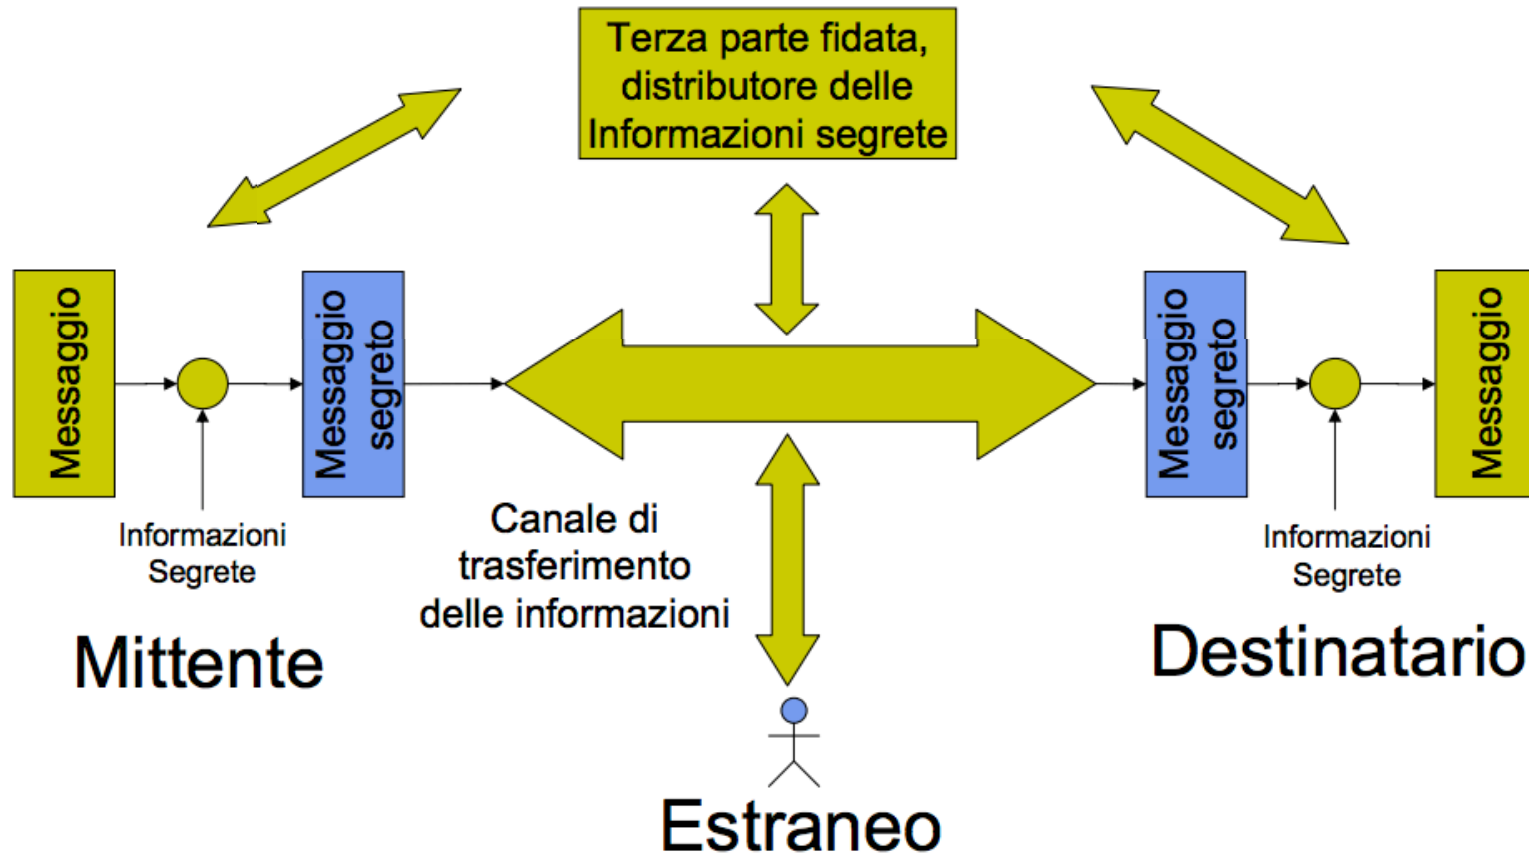 Terza parte fidata,
distributore delle
Informazioni segrete
Messaggio
Messaggio
segreto
Messaggio
segreto
Messaggio
Informazioni
Segrete
Canale di
trasferimento
delle informazioni
Informazioni
Segrete
Mittente
Destinatario
Estraneo